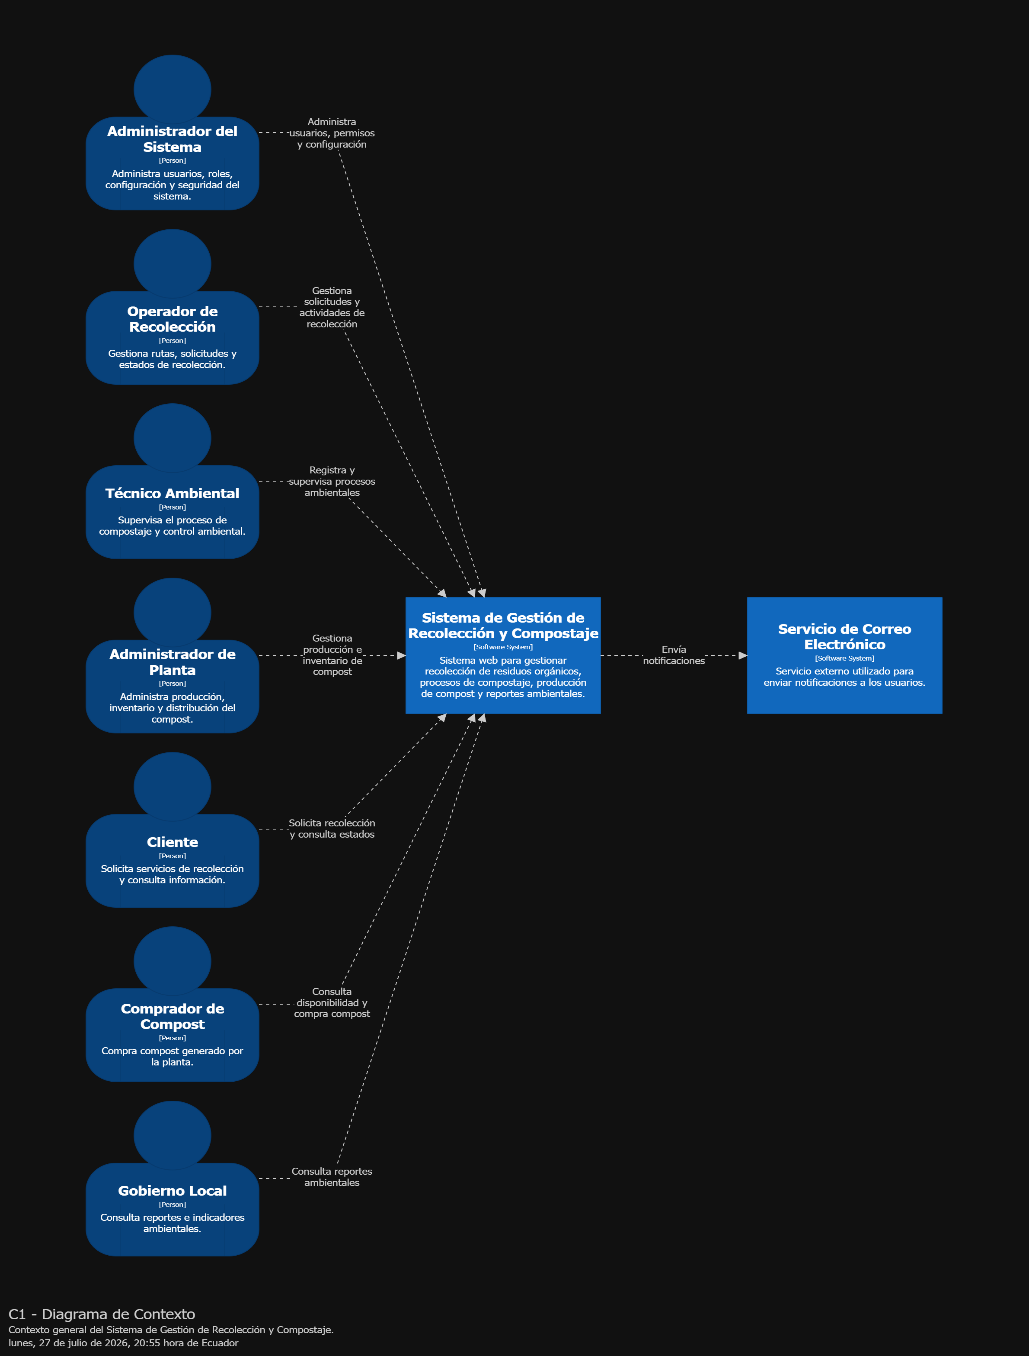 Administrador del
Sistema
[Person]
Administra usuarios, roles,
configuración y seguridad del
sistema.
Administra
usuarios, permisos
y configuración
Operador de
Recolección
[Person]
Gestiona rutas, solicitudes y
estados de recolección.
Gestiona
solicitudes y
actividades de
recolección
Técnico Ambiental
[Person]
Supervisa el proceso de
compostaje y control ambiental.
Registra y
supervisa procesos
ambientales
Administrador de
Planta
[Person]
Administra producción,
inventario y distribución del
compost.
Gestiona
producción e
inventario de
compost
Sistema de Gestión de
Recolección y Compostaje
[Software System]
Sistema web para gestionar
recolección de residuos orgánicos,
procesos de compostaje, producción
de compost y reportes ambientales.
Envía
notificaciones
Servicio de Correo
Electrónico
[Software System]
Servicio externo utilizado para
enviar notificaciones a los usuarios.
Cliente
[Person]
Solicita servicios de recolección
y consulta información.
Solicita recolección
y consulta estados
Comprador de
Compost
[Person]
Compra compost generado por
la planta.
Consulta
disponibilidad y
compra compost
Gobierno Local
[Person]
Consulta reportes e indicadores
ambientales.
Consulta reportes
ambientales
C1 - Diagrama de Contexto
Contexto general del Sistema de Gestión de Recolección y Compostaje.
lunes, 27 de julio de 2026, 20:55 hora de Ecuador